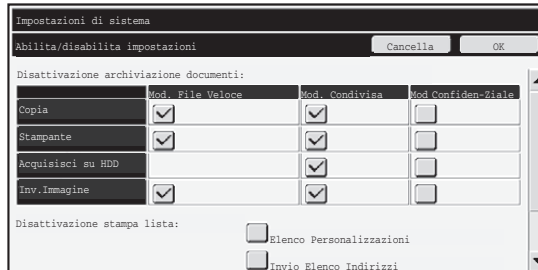 Impostazioni di sistema
Abilita/disabilita impostazioni
Cancella
OK
Disattivazione archiviazione documenti:
Mod. File Veloce Mod. Condivisa Mod Confiden-Ziale
Copia
Stampante
Acquisisci su HDD
Inv.Immagine
Disattivazione stampa lista:
Elenco Personalizzazioni
Invio Elenco Indirizzi